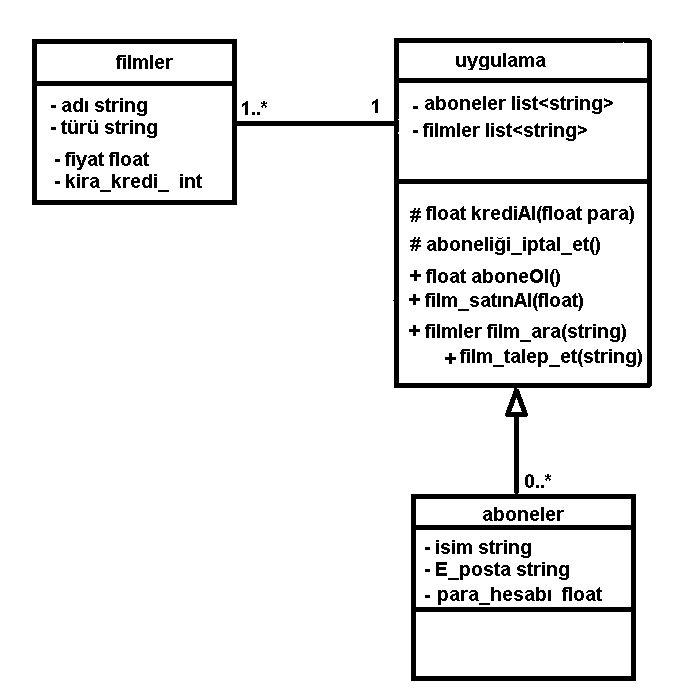 filmler
- adı string
- türü string
- fiyat float
- kira_kredi_ int
1..*
1
uygulama
- aboneler list<string>
- filmler list<string>
# float krediAl(float para)
# aboneliği_iptal_et()
+ float aboneOl()
+ film_satınAl(float)
+ filmler film_ara(string)
+ film_talep_et(string)
0..*
aboneler
- isim string
- E_posta string
- para_hesabı float